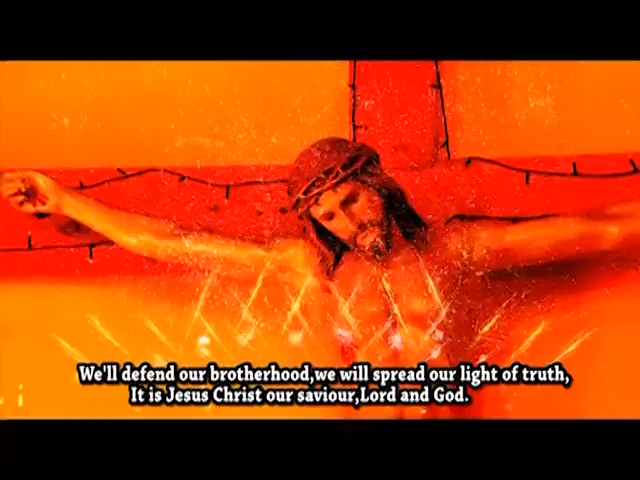 We'll defend our brotherhood,we will spread our light of truth,
It is Jesus Christ our saviour,Lord and God.